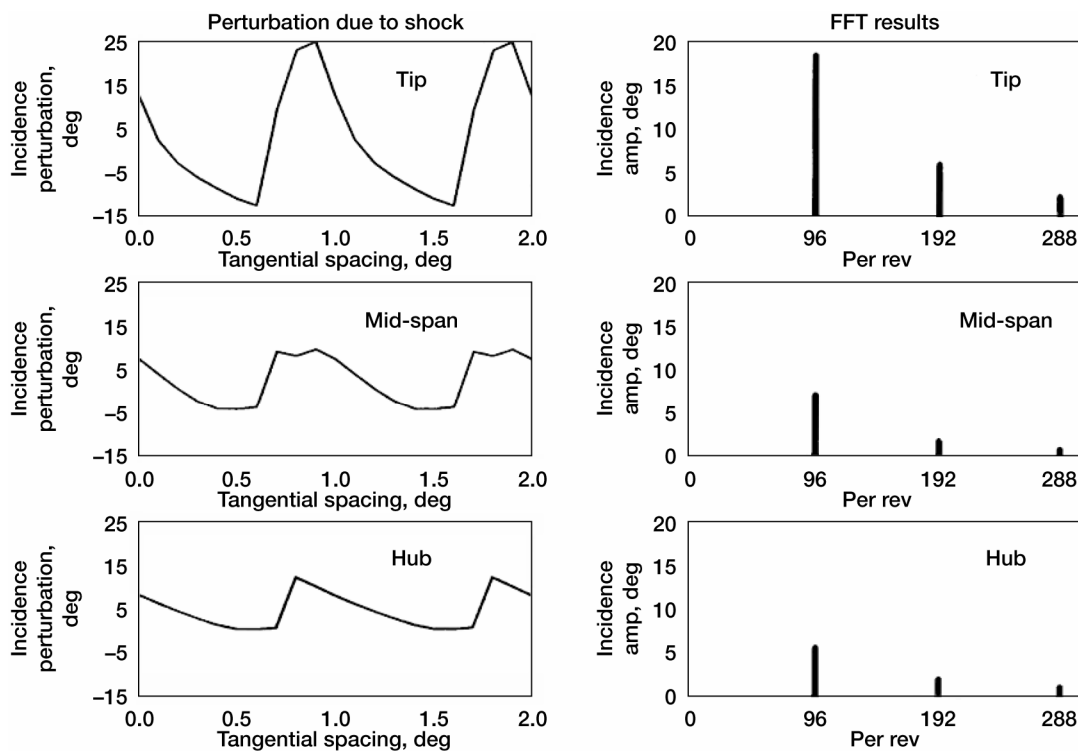 Perturbation due to shock
Incidence
perturbation,
deg
25
15
5
−5
−15
Tip
0.0 0.5 1.0 1.5 2.0
Tangential spacing, deg
FFT results
Incidence
amp, deg
20
15
10
5
0
Tip
0 96 192 288
Per rev
Incidence
perturbation,
deg
25
15
5
−5
−15
Mid-span
0.0 0.5 1.0 1.5 2.0
Tangential spacing, deg
Incidence
amp, deg
20
15
10
5
0
Mid-span
0 96 192 288
Per rev
Incidence
perturbation,
deg
25
15
5
−5
−15
Hub
0.0 0.5 1.0 1.5 2.0
Tangential spacing, deg
Incidence
amp, deg
20
15
10
5
0
Hub
0 96 192 288
Per rev